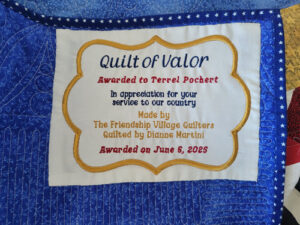 Quilt of Valor
Awarded to Terrel Pochert
In appreciation for your
service to our country
Made by
The Friendship Village Quilters
Quilted by Dianne Martini
Awarded on June 6, 2025